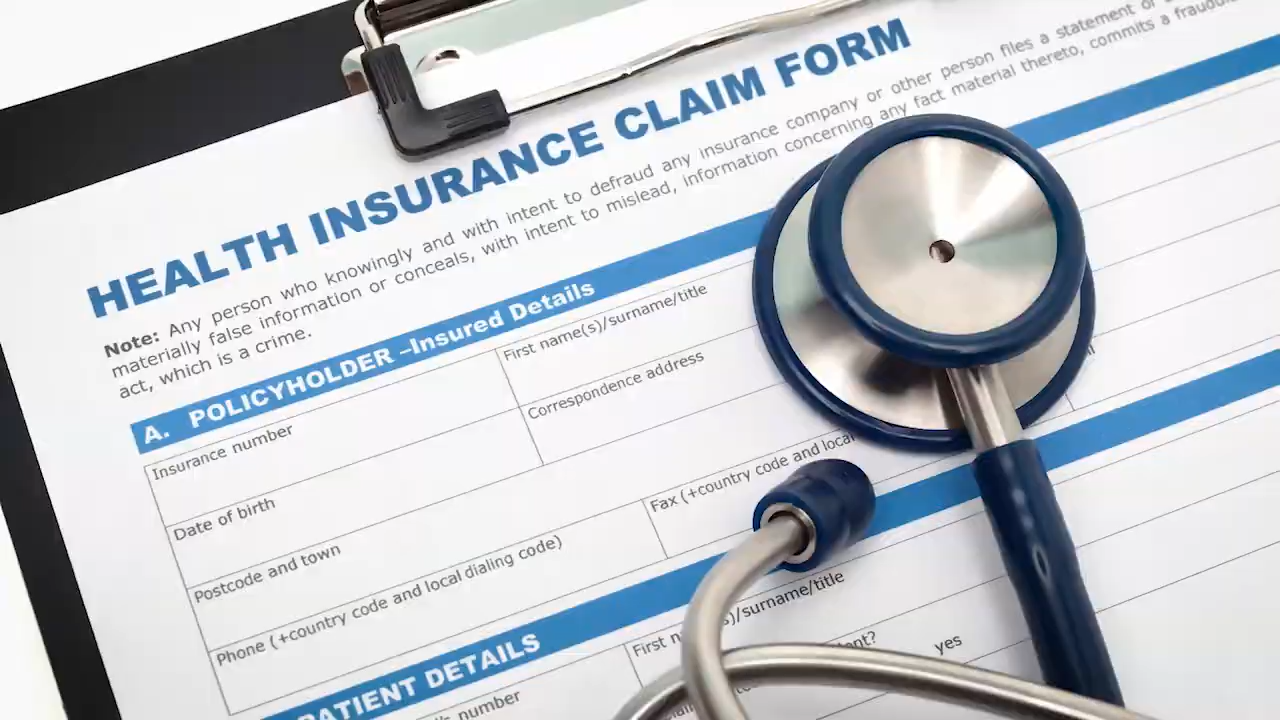 HEALTH INSURANCE CLAIM FORM
Note: Any person who knowingly and with intent to defraud any insurance company or other person files a statement of
materially false information or conceals, with intent to mislead, information concerning any fact material thereto, commits a fraudulent
act, which is a crime.
A. POLICYHOLDER –Insured Details
Insurance number
First name(s)/surname/title
Date of birth
Correspondence address
Postcode and town
Phone (+country code and local dialing code)
Fax (+country code and local
PATIENT DETAILS
number
First
)/surname/title
yes